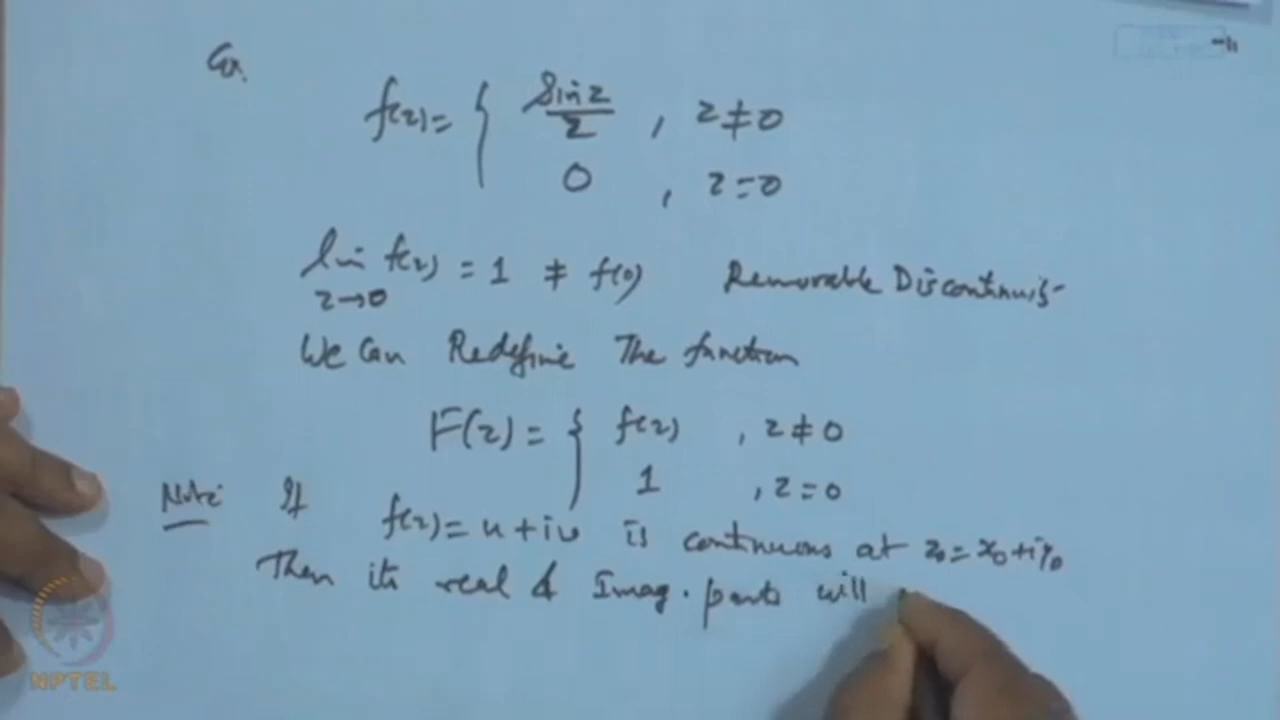 Ex.
f(z) = { sin z / z , z ≠ 0
0 , z = 0
lim z→0 f(z) = 1 ≠ f(0) Removable Discontinuity
We Can Redefine The function
F(z) = { f(z) , z ≠ 0
1 , z = 0
Note: If f(z) = u + iv is continuous at z₀ = x₀ + iy₀
Then its real & Imag. parts will
NPTEL